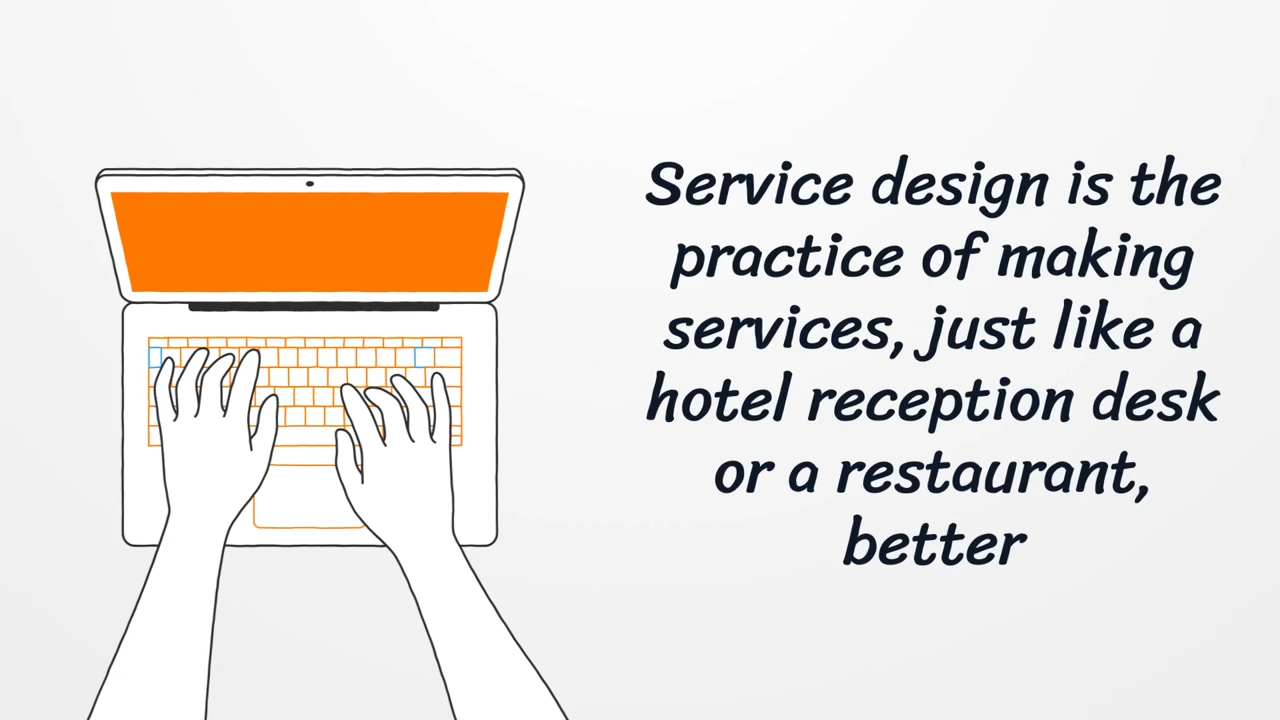 Service design is the
practice of making
services, just like a
hotel reception desk
or a restaurant,
better